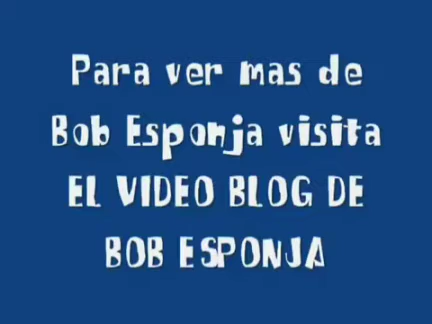 Para ver mas de
Bob Esponja visita
EL VIDEO BLOG DE
BOB ESPONJA